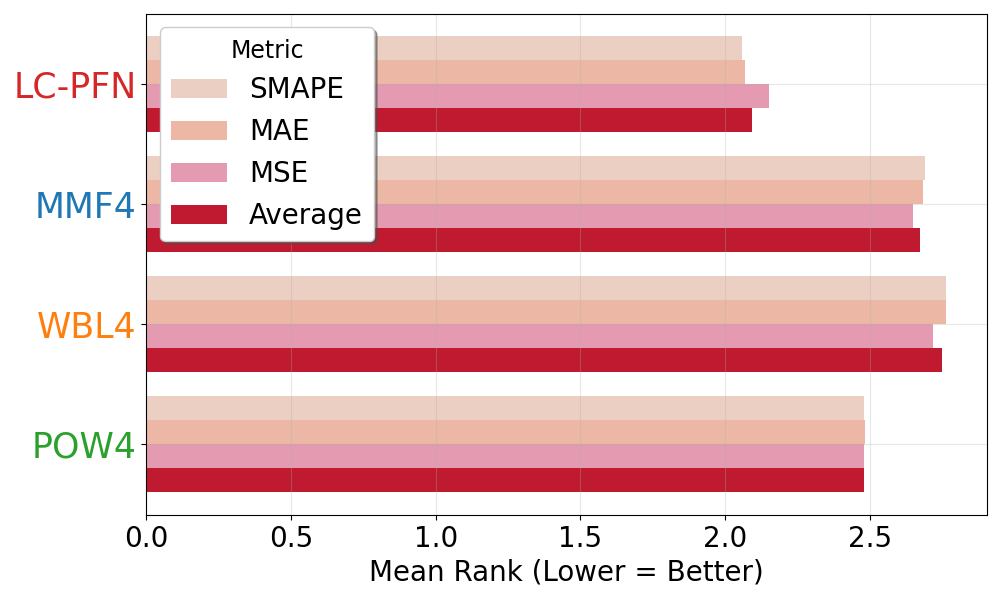 Metric
SMAPE
MAE
MSE
Average
LC-PFN
MMF4
WBL4
POW4
0.0 0.5 1.0 1.5 2.0 2.5
Mean Rank (Lower = Better)